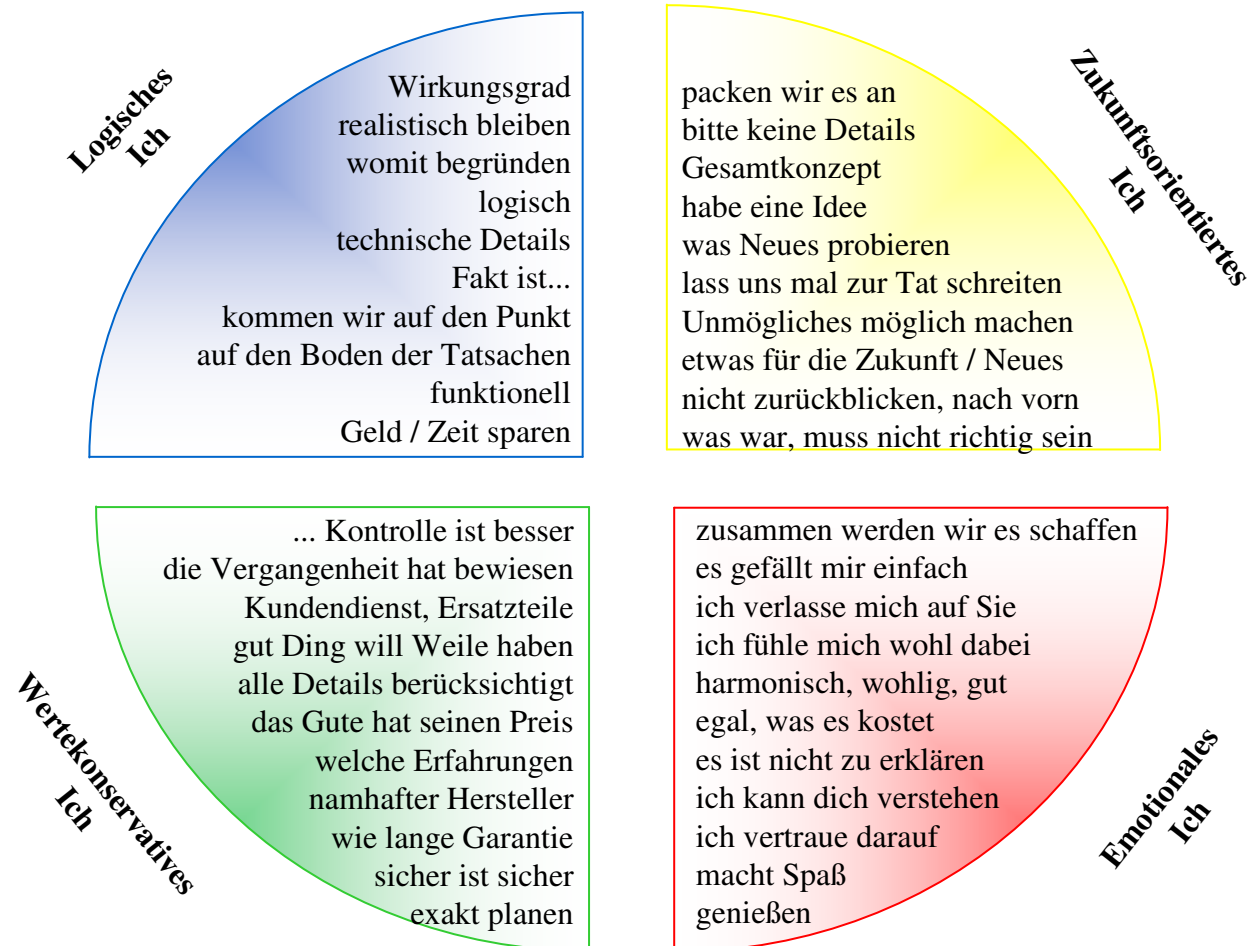 Logisches
Ich
Wirkungsgrad
realistisch bleiben
womit begründen
logisch
technische Details
Fakt ist...
kommen wir auf den Punkt
auf den Boden der Tatsachen
funktionell
Geld / Zeit sparen
Zukunftsorientiertes
Ich
packen wir es an
bitte keine Details
Gesamtkonzept
habe eine Idee
was Neues probieren
lass uns mal zur Tat schreiten
Unmögliches möglich machen
etwas für die Zukunft / Neues
nicht zurückblicken, nach vorn
was war, muss nicht richtig sein
Wertekonservatives
Ich
... Kontrolle ist besser
die Vergangenheit hat bewiesen
Kundendienst, Ersatzteile
gut Ding will Weile haben
alle Details berücksichtigt
das Gute hat seinen Preis
welche Erfahrungen
namhafter Hersteller
wie lange Garantie
sicher ist sicher
exakt planen
Emotionales
Ich
zusammen werden wir es schaffen
es gefällt mir einfach
ich verlasse mich auf Sie
ich fühle mich wohl dabei
harmonisch, wohlig, gut
egal, was es kostet
es ist nicht zu erklären
ich kann dich verstehen
ich vertraue darauf
macht Spaß
genießen